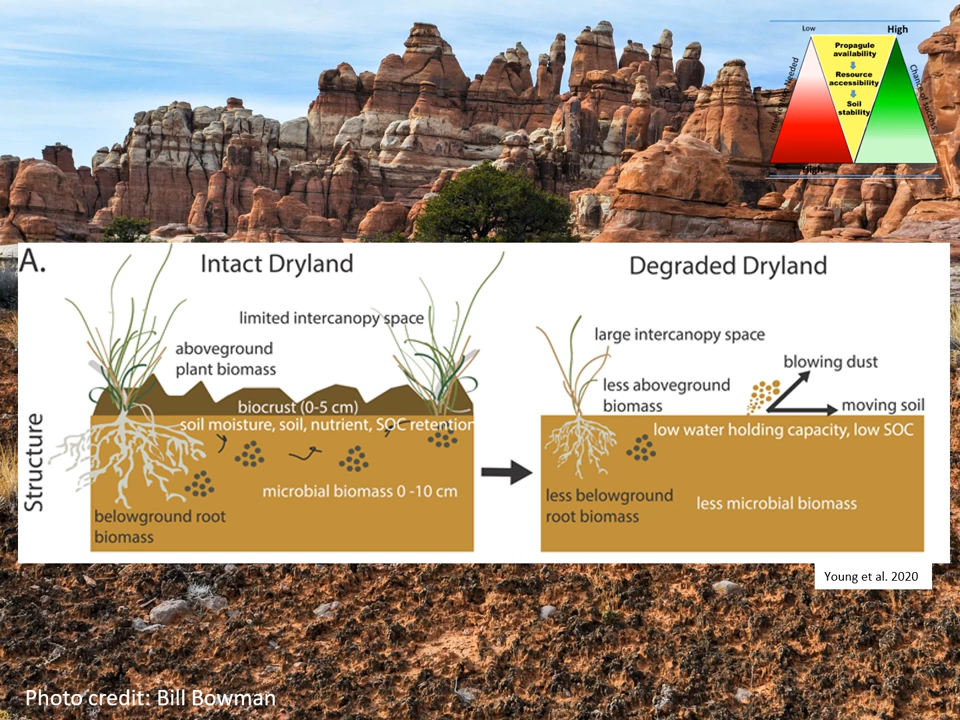 Low
High
Propagule
availability
Resource
accessibility
Soil
stability
Needed
High
A.
Intact Dryland
Degraded Dryland
limited intercanopy space
large intercanopy space
aboveground
plant biomass
blowing dust
less aboveground
biomass
moving soil
biocrust (0-5 cm)
soil moisture, soil, nutrient, SOC retention
low water holding capacity, low SOC
Structure
microbial biomass 0 -10 cm
less belowground
root biomass
less microbial biomass
belowground root
biomass
Young et al. 2020
Photo credit: Bill Bowman